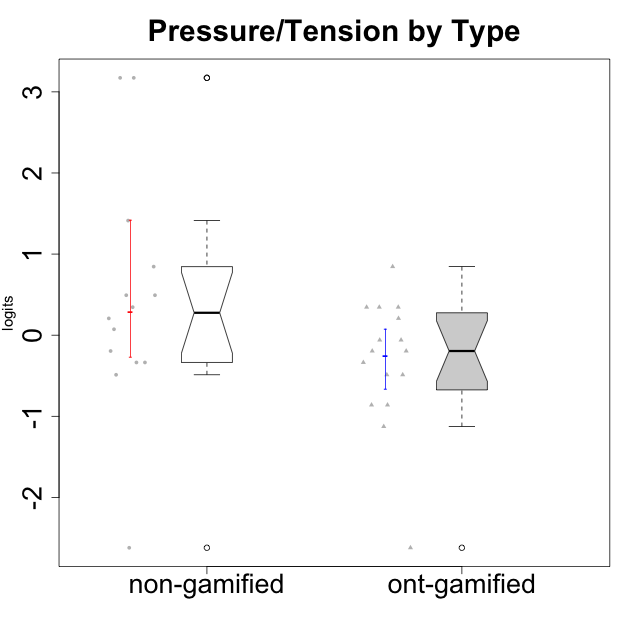 Pressure/Tension by Type
logits
3
2
1
0
-1
-2
non-gamified
ont-gamified